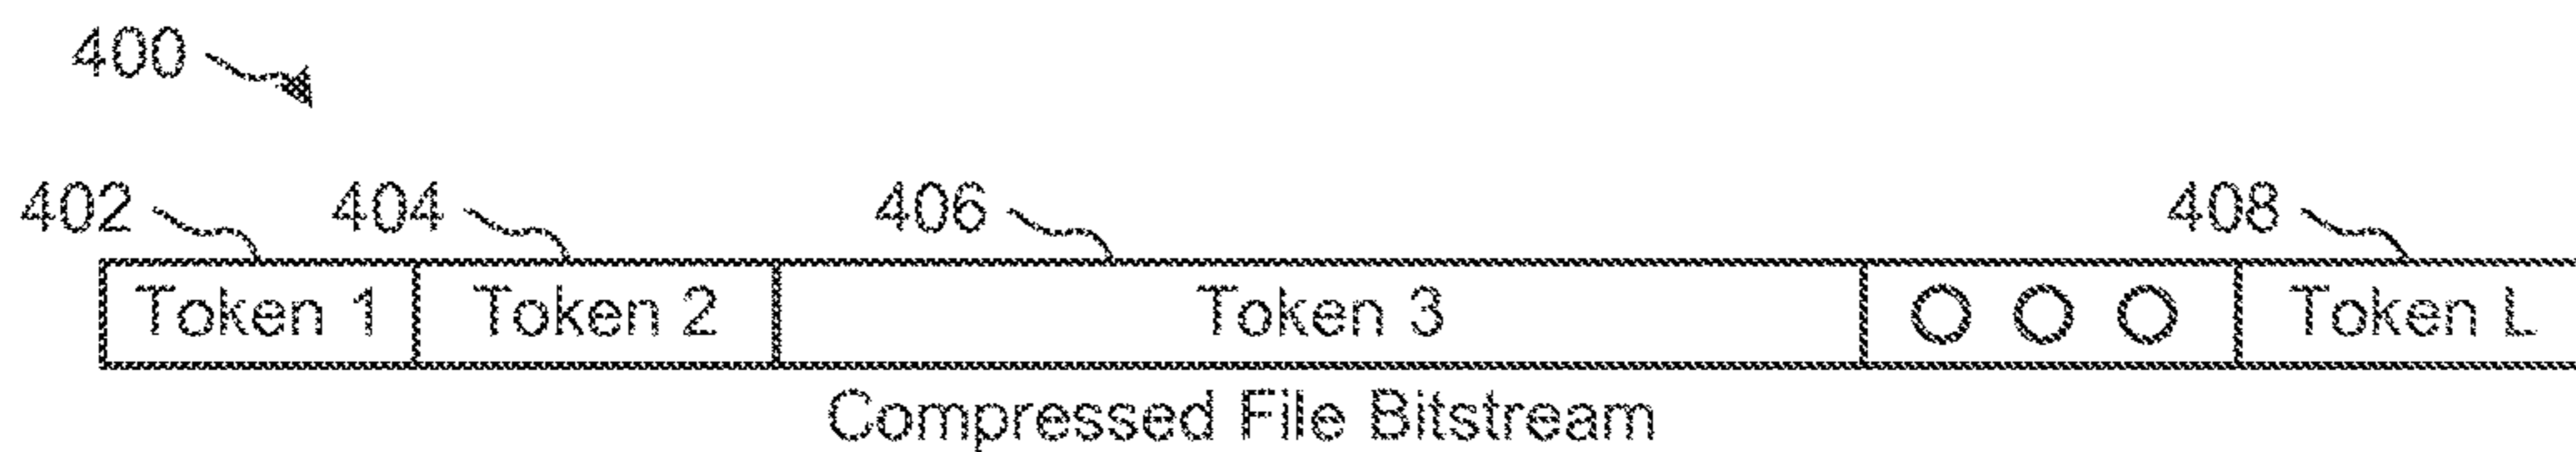 400
402 404 406 408
Token 1 Token 2 Token 3 O O O Token L
Compressed File Bitstream